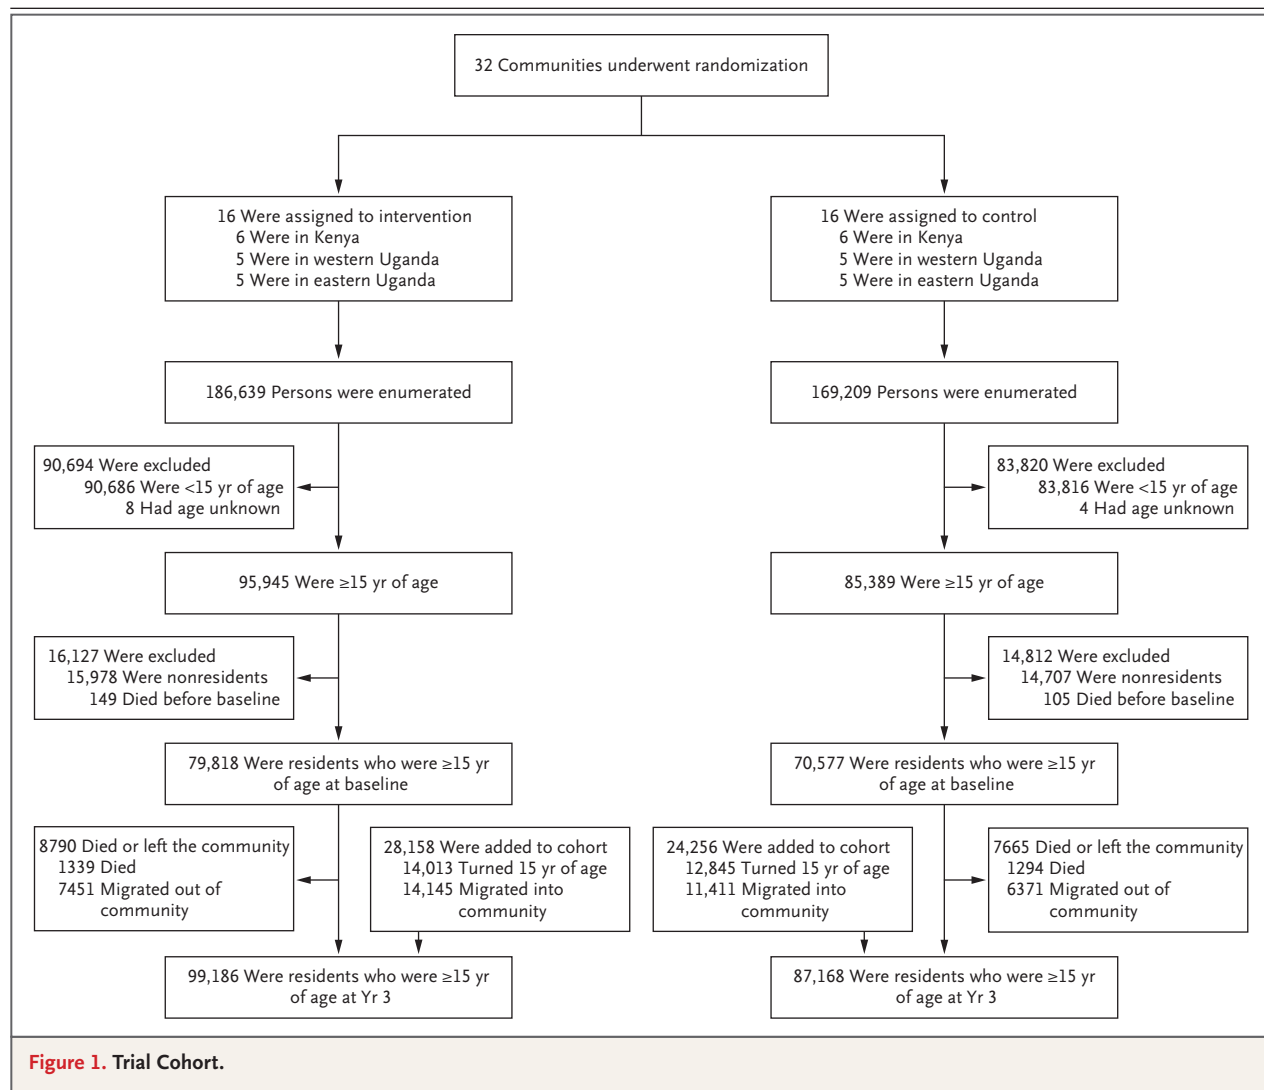 32 Communities underwent randomization
16 Were assigned to intervention
6 Were in Kenya
5 Were in western Uganda
5 Were in eastern Uganda
16 Were assigned to control
6 Were in Kenya
5 Were in western Uganda
5 Were in eastern Uganda
186,639 Persons were enumerated
169,209 Persons were enumerated
90,694 Were excluded
90,686 Were <15 yr of age
8 Had age unknown
83,820 Were excluded
83,816 Were <15 yr of age
4 Had age unknown
95,945 Were ≥15 yr of age
85,389 Were ≥15 yr of age
16,127 Were excluded
15,978 Were nonresidents
149 Died before baseline
14,812 Were excluded
14,707 Were nonresidents
105 Died before baseline
79,818 Were residents who were ≥15 yr
of age at baseline
70,577 Were residents who were ≥15 yr
of age at baseline
8790 Died or left the community
1339 Died
7451 Migrated out of
community
28,158 Were added to cohort
14,013 Turned 15 yr of age
14,145 Migrated into
community
24,256 Were added to cohort
12,845 Turned 15 yr of age
11,411 Migrated into
community
7665 Died or left the community
1294 Died
6371 Migrated out of
community
99,186 Were residents who were ≥15 yr
of age at Yr 3
87,168 Were residents who were ≥15 yr
of age at Yr 3
Figure 1. Trial Cohort.